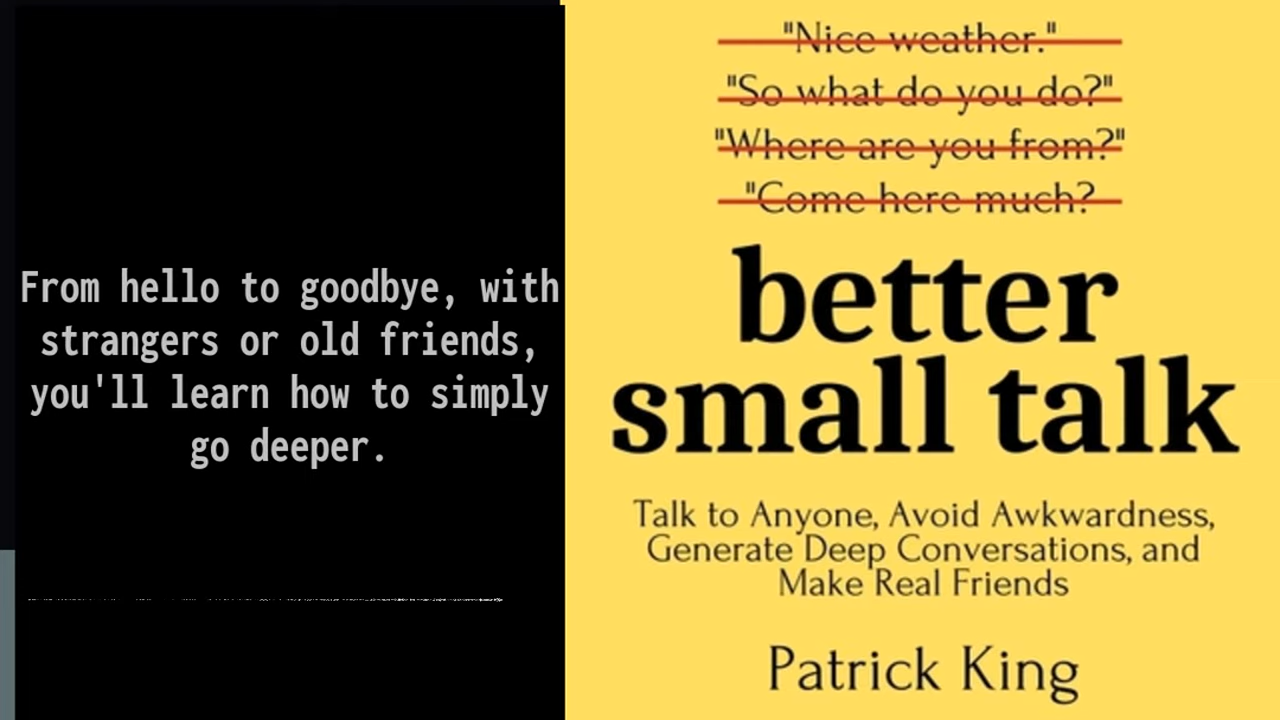 From hello to goodbye, with
strangers or old friends,
you'll learn how to simply
go deeper.
"Nice weather."
"So what do you do?"
"Where are you from?"
"Come here much?
better
small talk
Talk to Anyone, Avoid Awkwardness,
Generate Deep Conversations, and
Make Real Friends
Patrick King